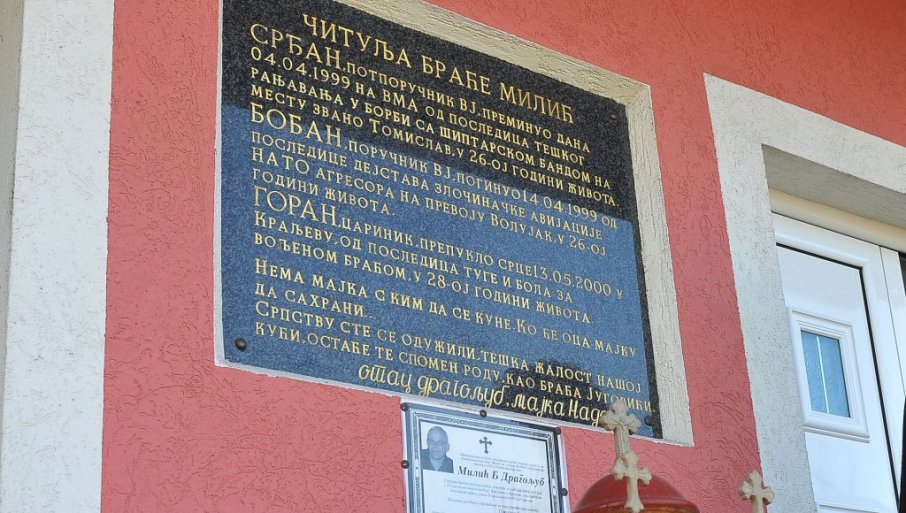 ЧИТУЉА БРАЋЕ МИЛИЋ
СРЂАН, ПОТПОРУЧНИК ВЈ, ПРЕМИНУО ДАНА
04.04.1999 НА ВМА ОД ПОСЛЕДИЦА ТЕШКОГ
РАЊАВАЊА У БОРБИ СА ШИПТАРСКОМ БАНДОМ НА
МЕСТУ ЗВАНО ТОМИСЛАВ, У 26-ОЈ ГОДИНИ ЖИВОТА.
БОБАН, ПОРУЧНИК ВЈ, ПОГИНУО 14.04.1999 ОД
ПОСЛЕДИЦЕ ДЕЈСТАВА ЗЛОЧИНАЧКЕ АВИЈАЦИЈЕ
НАТО АГРЕСОРА НА ПРЕВОЈУ ВОЛУЈАК, У 26-ОЈ
ГОДИНИ ЖИВОТА.
ГОРАН, ЦАРИНИК, ПРЕПУКЛО СРЦЕ 13.05.2000 У
КРАЉЕВУ, ОД ПОСЛЕДИЦА ТУГЕ И БОЛА ЗА
ВОЉЕНОМ БРАЋОМ, У 28-ОЈ ГОДИНИ ЖИВОТА.
НЕМА МАЈКА С КИМ ДА СЕ КУНЕ. КО ЋЕ ОЦА МАЈКУ
ДА САХРАНИ...
СРПСТВУ СТЕ СЕ ОДУЖИЛИ, ТЕШКА ЖАЛОСТ НАШОЈ
КУЋИ, ОСТАЋЕ ТЕ СПОМЕН РОДУ, КАО БРАЋА ЈУГОВИЋИ.
отац Драгољуб, мајка Над
Милић Б Драгољуб